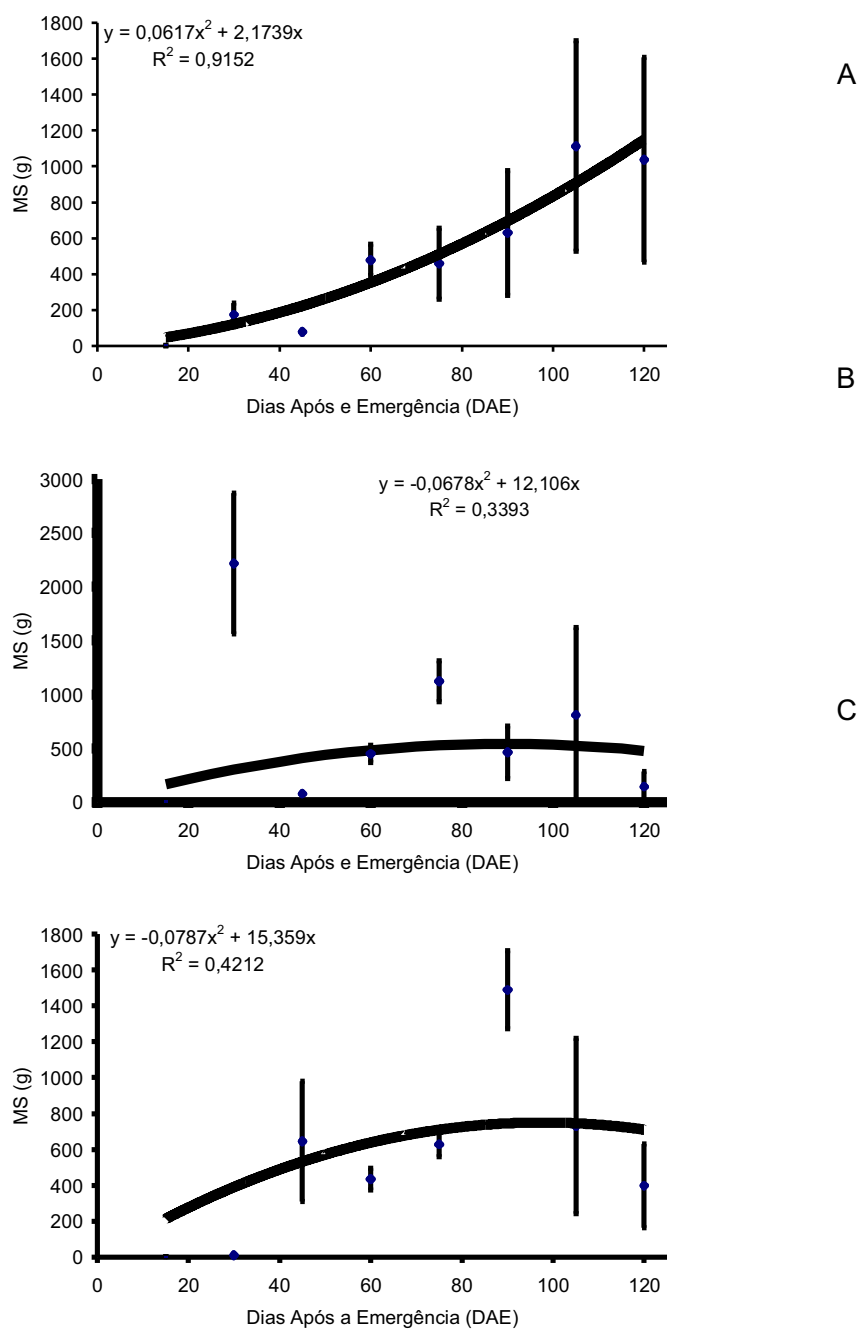 y = 0,0617x² + 2,1739x
R² = 0,9152
A
1800
1600
1400
1200
1000
800
600
400
200
0
MS (g)
0 20 40 60 80 100 120
Dias Após e Emergência (DAE)
B
y = -0,0678x² + 12,106x
R² = 0,3393
3000
2500
2000
1500
1000
500
0
MS (g)
0 20 40 60 80 100 120
Dias Após e Emergência (DAE)
C
y = -0,0787x² + 15,359x
R² = 0,4212
1800
1600
1400
1200
1000
800
600
400
200
0
MS (g)
0 20 40 60 80 100 120
Dias Após a Emergência (DAE)